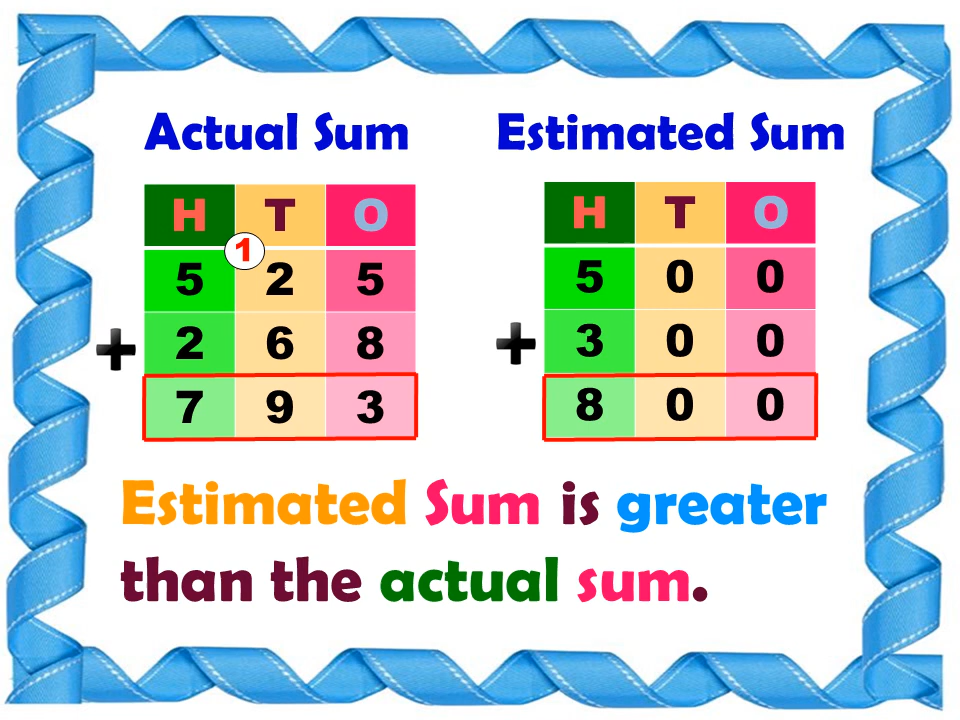 Actual Sum Estimated Sum
H T O H T O
1
5 2 5 5 0 0
+ 2 6 8 + 3 0 0
7 9 3 8 0 0
Estimated Sum is greater
than the actual sum.